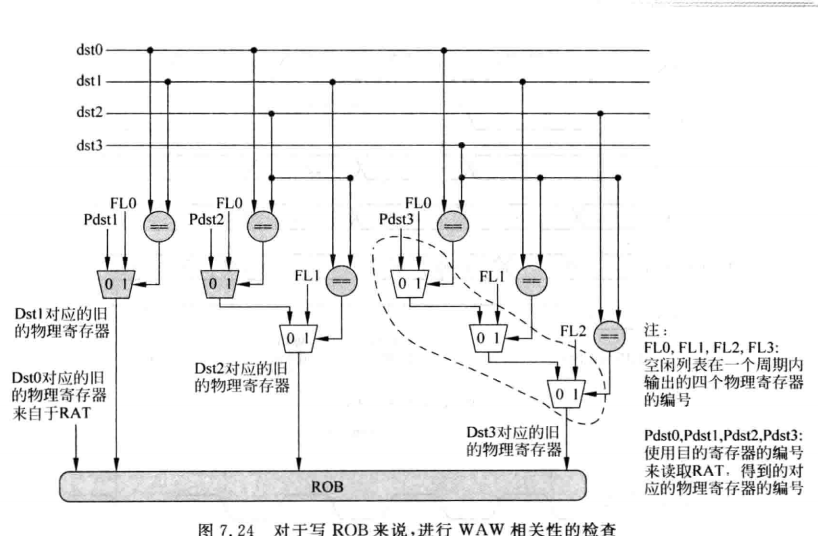 dst0
dst1
dst2
dst3
FL0
Pdst1
==
FL0
Pdst2
==
FL0
Pdst3
==
0 1
0 1
FL1
==
0 1
FL1
==
Dst1对应的旧
的物理寄存器
0 1
0 1
FL2
==
Dst2对应的旧
的物理寄存器
Dst0对应的旧
的物理寄存器
来自于RAT
0 1
Dst3对应的旧
的物理寄存器
注：
FL0, FL1, FL2, FL3:
空闲列表在一个周期内
输出的四个物理寄存器
的编号
Pdst0,Pdst1,Pdst2,Pdst3:
使用目的寄存器的编号
来读取RAT，得到的对
应的物理寄存器的编号
ROB
图 7.24 对于写 ROB 来说，进行 WAW 相关性的检查